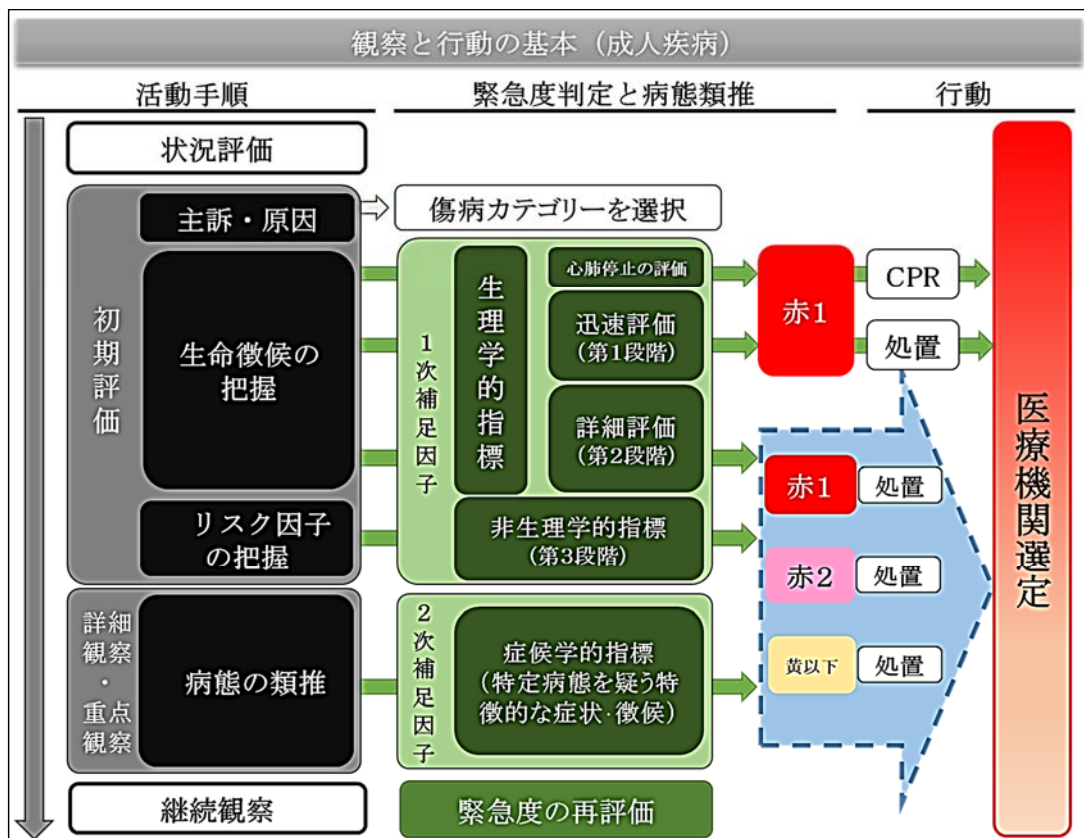 観察と行動の基本（成人疾病）
活動手順
緊急度判定と病態類推
行動
状況評価
初期評価
主訴・原因
生命徴候の
把握
リスク因子
の把握
傷病カテゴリーを選択
1次補足因子
生理学的指標
心肺停止の評価
迅速評価
(第1段階)
詳細評価
(第2段階)
非生理学的指標
(第3段階)
赤1
CPR
処置
赤1
処置
赤2
処置
黄以下
処置
医療機関選定
詳細
観察
・
重点
観察
病態の類推
2次補足因子
症候学的指標
(特定病態を疑う特
徴的な症状·徴候)
継続観察
緊急度の再評価